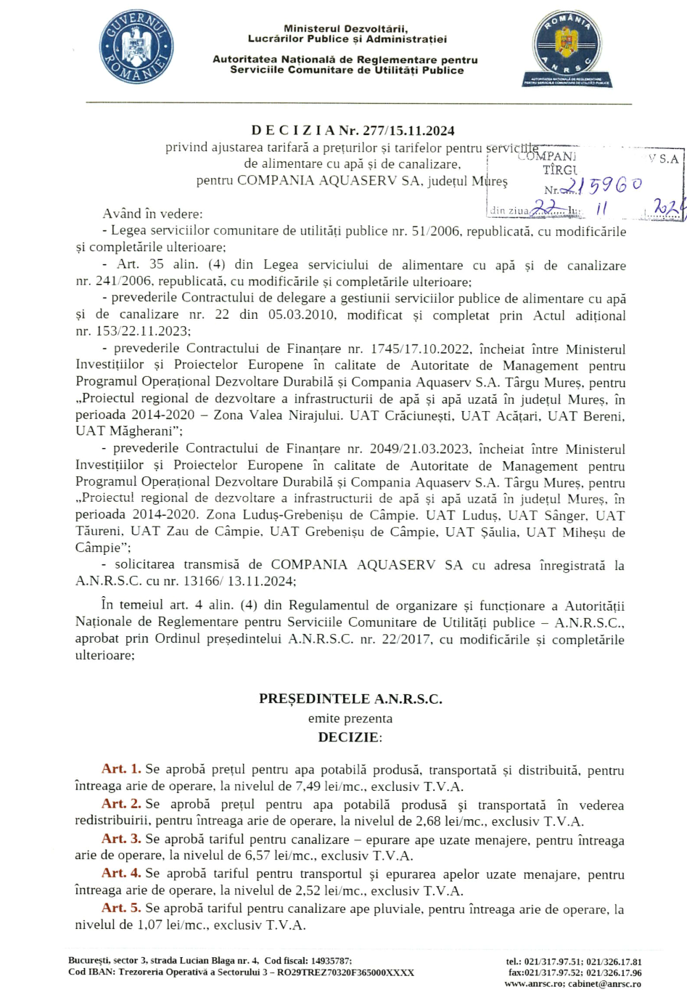 GUVERNUL
ROMÂNIEI
Ministerul Dezvoltării,
Lucrărilor Publice și Administrației
Autoritatea Națională de Reglementare pentru
Serviciile Comunitare de Utilități Publice
ROMÂNIA
A N R S C
AUTORITATEA NAȚIONALĂ DE REGLEMENTARE
PENTRU SERVICIILE COMUNITARE DE UTILITĂȚI PUBLICE
D E C I Z I A Nr. 277/15.11.2024
privind ajustarea tarifară a prețurilor și tarifelor pentru serviciile
de alimentare cu apă și de canalizare,
pentru COMPANIA AQUASERV SA, județul Mureş
COMPANI V S.A
TÎRGU
Nr. 215960
din ziua 22 11 202
Având în vedere:
- Legea serviciilor comunitare de utilități publice nr. 51/2006, republicată, cu modificările
și completările ulterioare;
- Art. 35 alin. (4) din Legea serviciului de alimentare cu apă și de canalizare
nr. 241/2006, republicată, cu modificările și completările ulterioare;
- prevederile Contractului de delegare a gestiunii serviciilor publice de alimentare cu apă
și de canalizare nr. 22 din 05.03.2010, modificat și completat prin Actul adițional
nr. 153/22.11.2023;
- prevederile Contractului de Finanțare nr. 1745/17.10.2022, încheiat între Ministerul
Investițiilor și Proiectelor Europene în calitate de Autoritate de Management pentru
Programul Operațional Dezvoltare Durabilă și Compania Aquaserv S.A. Târgu Mureș, pentru
„Proiectul regional de dezvoltare a infrastructurii de apă și apă uzată în județul Mureș, în
perioada 2014-2020 – Zona Valea Nirajului. UAT Crăciunești, UAT Acățari, UAT Bereni,
UAT Măgherani”;
- prevederile Contractului de Finanțare nr. 2049/21.03.2023, încheiat între Ministerul
Investițiilor și Proiectelor Europene în calitate de Autoritate de Management pentru
Programul Operațional Dezvoltare Durabilă și Compania Aquaserv S.A. Târgu Mureș, pentru
„Proiectul regional de dezvoltare a infrastructurii de apă și apă uzată în județul Mureș, în
perioada 2014-2020. Zona Luduș-Grebenișu de Câmpie. UAT Luduș, UAT Sânger, UAT
Tăureni, UAT Zau de Câmpie, UAT Grebenișu de Câmpie, UAT Șăulia, UAT Miheșu de
Câmpie”;
- solicitarea transmisă de COMPANIA AQUASERV SA cu adresa înregistrată la
A.N.R.S.C. cu nr. 13166/ 13.11.2024;
În temeiul art. 4 alin. (4) din Regulamentul de organizare și funcționare a Autorității
Naționale de Reglementare pentru Serviciile Comunitare de Utilități publice – A.N.R.S.C.,
aprobat prin Ordinul președintelui A.N.R.S.C. nr. 22/2017, cu modificările și completările
ulterioare;
PREȘEDINTELE A.N.R.S.C.
emite prezenta
DECIZIE:
Art. 1. Se aprobă prețul pentru apa potabilă produsă, transportată și distribuită, pentru
întreaga arie de operare, la nivelul de 7,49 lei/mc., exclusiv T.V.A.
Art. 2. Se aprobă prețul pentru apa potabilă produsă şi transportată în vederea
redistribuirii, pentru întreaga arie de operare, la nivelul de 2,68 lei/mc., exclusiv T.V.A.
Art. 3. Se aprobă tariful pentru canalizare – epurare ape uzate menajere, pentru întreaga
arie de operare, la nivelul de 6,57 lei/mc., exclusiv T.V.A.
Art. 4. Se aprobă tariful pentru transportul şi epurarea apelor uzate menajare, pentru
întreaga arie de operare, la nivelul de 2,52 lei/mc., exclusiv T.V.A.
Art. 5. Se aprobă tariful pentru canalizare ape pluviale, pentru întreaga arie de operare, la
nivelul de 1,07 lei/mc., exclusiv T.V.A.
București, sector 3, strada Lucian Blaga nr. 4, Cod fiscal: 14935787;
Cod IBAN: Trezoreria Operativă a Sectorului 3 – RO29TREZ70320F365000XXXX
tel.: 021/317.97.51; 021/326.17.81
fax:021/317.97.52; 021/326.17.96
www.anrsc.ro; cabinet@anrsc.ro